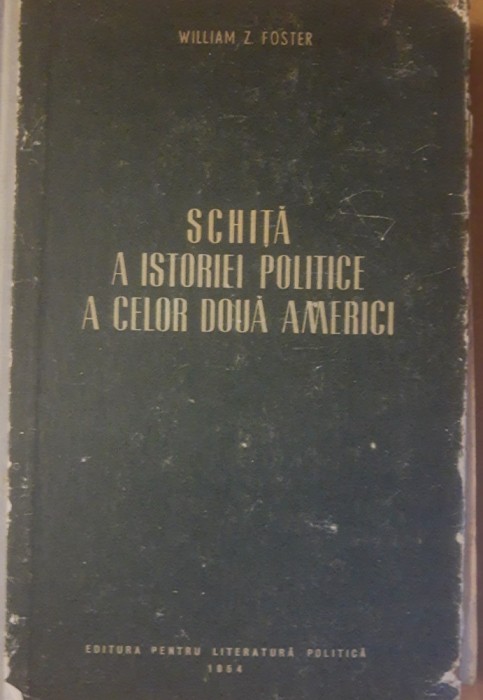 WILLIAM Z. FOSTER
SCHIȚĂ
A ISTORIEI POLITICE
A CELOR DOUĂ AMERICI
EDITURA PENTRU LITERATURĂ POLITICĂ
1954